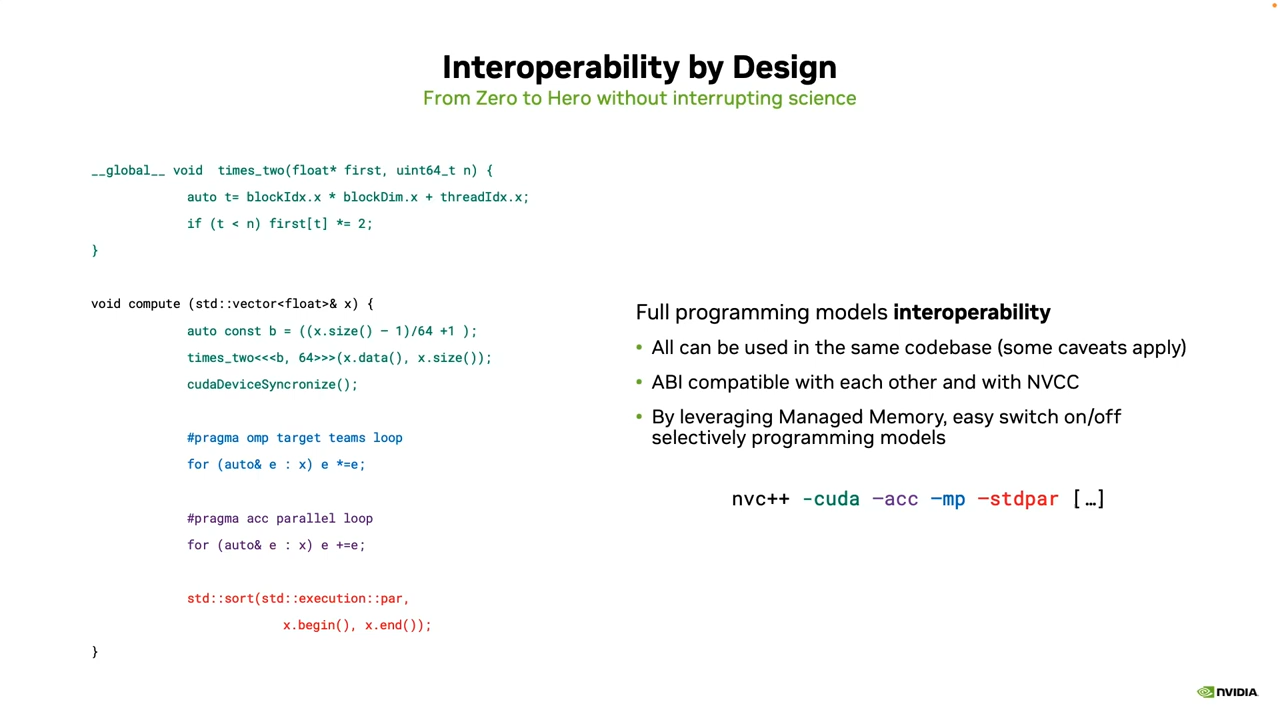 Interoperability by Design
From Zero to Hero without interrupting science
__global__ void  times_two(float* first, uint64_t n) {
auto t= blockIdx.x * blockDim.x + threadIdx.x;
if (t < n) first[t] *= 2;
}
void compute (std::vector<float>& x) {
auto const b = ((x.size() – 1)/64 +1 );
times_two<<<b, 64>>>(x.data(), x.size());
cudaDeviceSyncronize();
#pragma omp target teams loop
for (auto& e : x) e *=e;
#pragma acc parallel loop
for (auto& e : x) e +=e;
std::sort(std::execution::par,
x.begin(), x.end());
}
Full programming models interoperability
• All can be used in the same codebase (some caveats apply)
• ABI compatible with each other and with NVCC
• By leveraging Managed Memory, easy switch on/off
selectively programming models
nvc++ -cuda –acc –mp –stdpar […]
NVIDIA